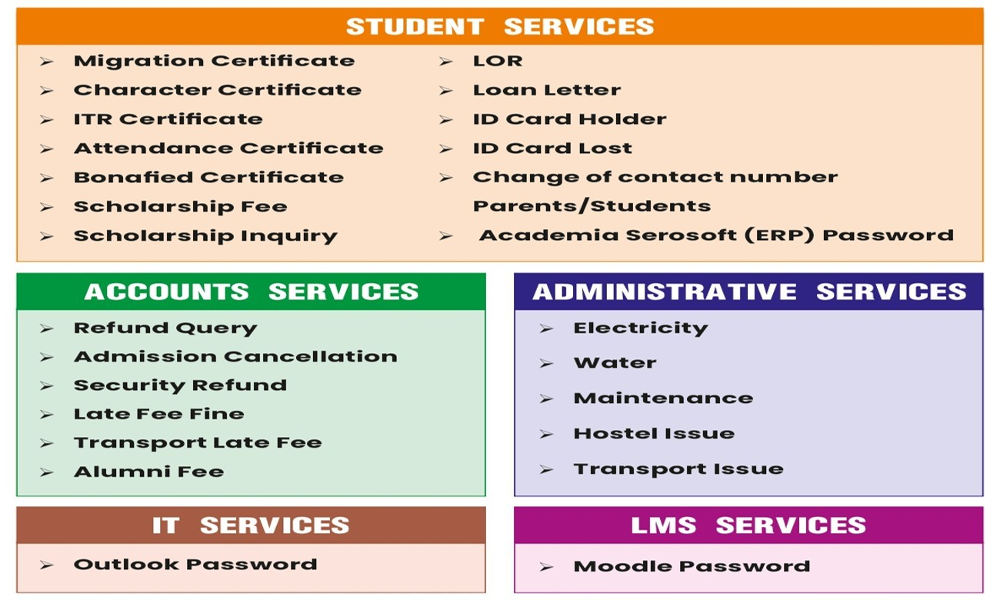 STUDENT SERVICES
➢ Migration Certificate
➢ Character Certificate
➢ ITR Certificate
➢ Attendance Certificate
➢ Bonafied Certificate
➢ Scholarship Fee
➢ Scholarship Inquiry
➢ LOR
➢ Loan Letter
➢ ID Card Holder
➢ ID Card Lost
➢ Change of contact number
Parents/Students
➢ Academia Serosoft (ERP) Password
ACCOUNTS SERVICES
➢ Refund Query
➢ Admission Cancellation
➢ Security Refund
➢ Late Fee Fine
➢ Transport Late Fee
➢ Alumni Fee
ADMINISTRATIVE SERVICES
➢ Electricity
➢ Water
➢ Maintenance
➢ Hostel Issue
➢ Transport Issue
IT SERVICES
➢ Outlook Password
LMS SERVICES
➢ Moodle Password